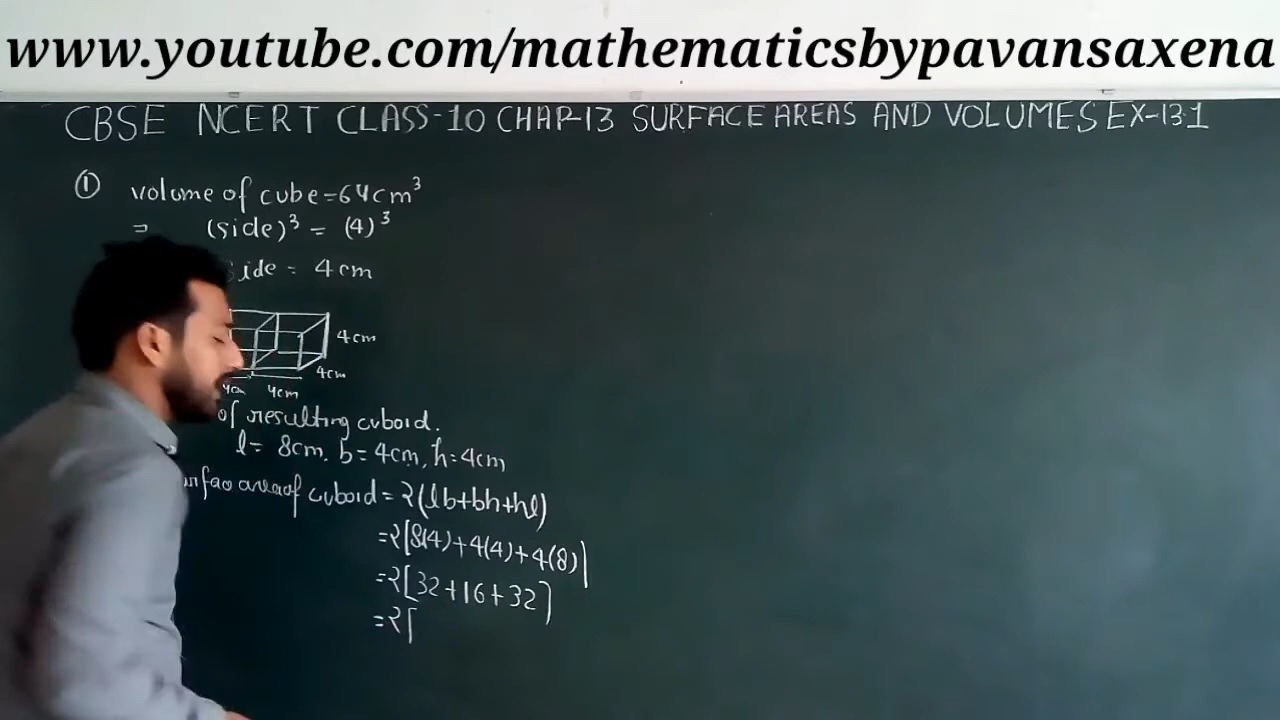 www.youtube.com/mathematicsbypavansaxena
CBSE NCERT CLASS-10 CHAP-13 SURFACE AREAS AND VOLUMES EX-13.1
① volume of cube=64cm³
⇒ (side)³ = (4)³
side = 4cm
4cm
4cm
4cm 4cm
of resulting cuboid.
l= 8cm. b=4cm, h=4cm
area of cuboid = 2(lb+bh+hl)
=2[8(4)+4(4)+4(8)]
=2[32+16+32]
=2[